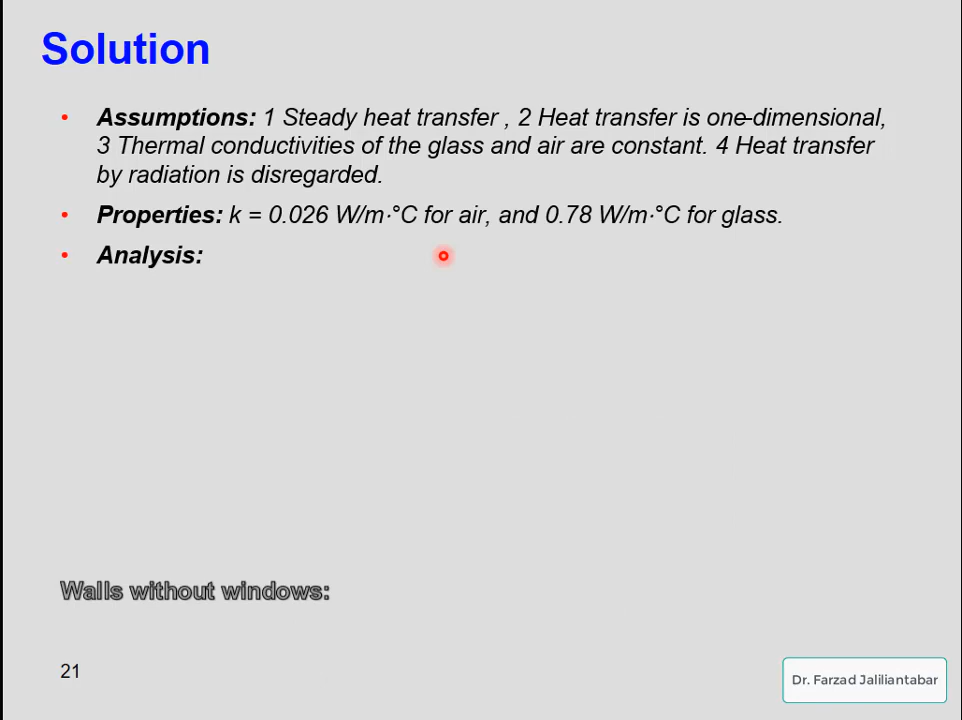 Solution
• Assumptions: 1 Steady heat transfer , 2 Heat transfer is one-dimensional,
3 Thermal conductivities of the glass and air are constant. 4 Heat transfer
by radiation is disregarded.
• Properties: k = 0.026 W/m·°C for air, and 0.78 W/m·°C for glass.
• Analysis:
Walls without windows:
21
Dr. Farzad Jaliliantabar